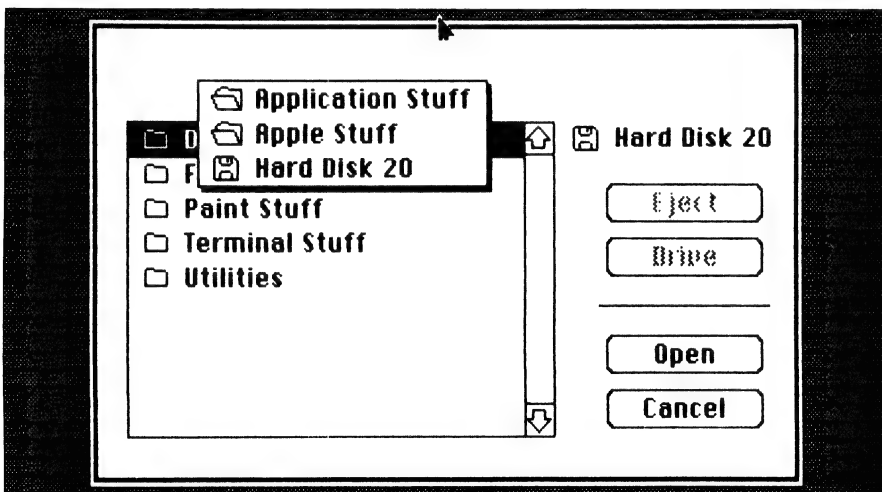 Application Stuff
Apple Stuff
Hard Disk 20
D
F
Paint Stuff
Terminal Stuff
Utilities
Hard Disk 20
Eject
Drive
Open
Cancel